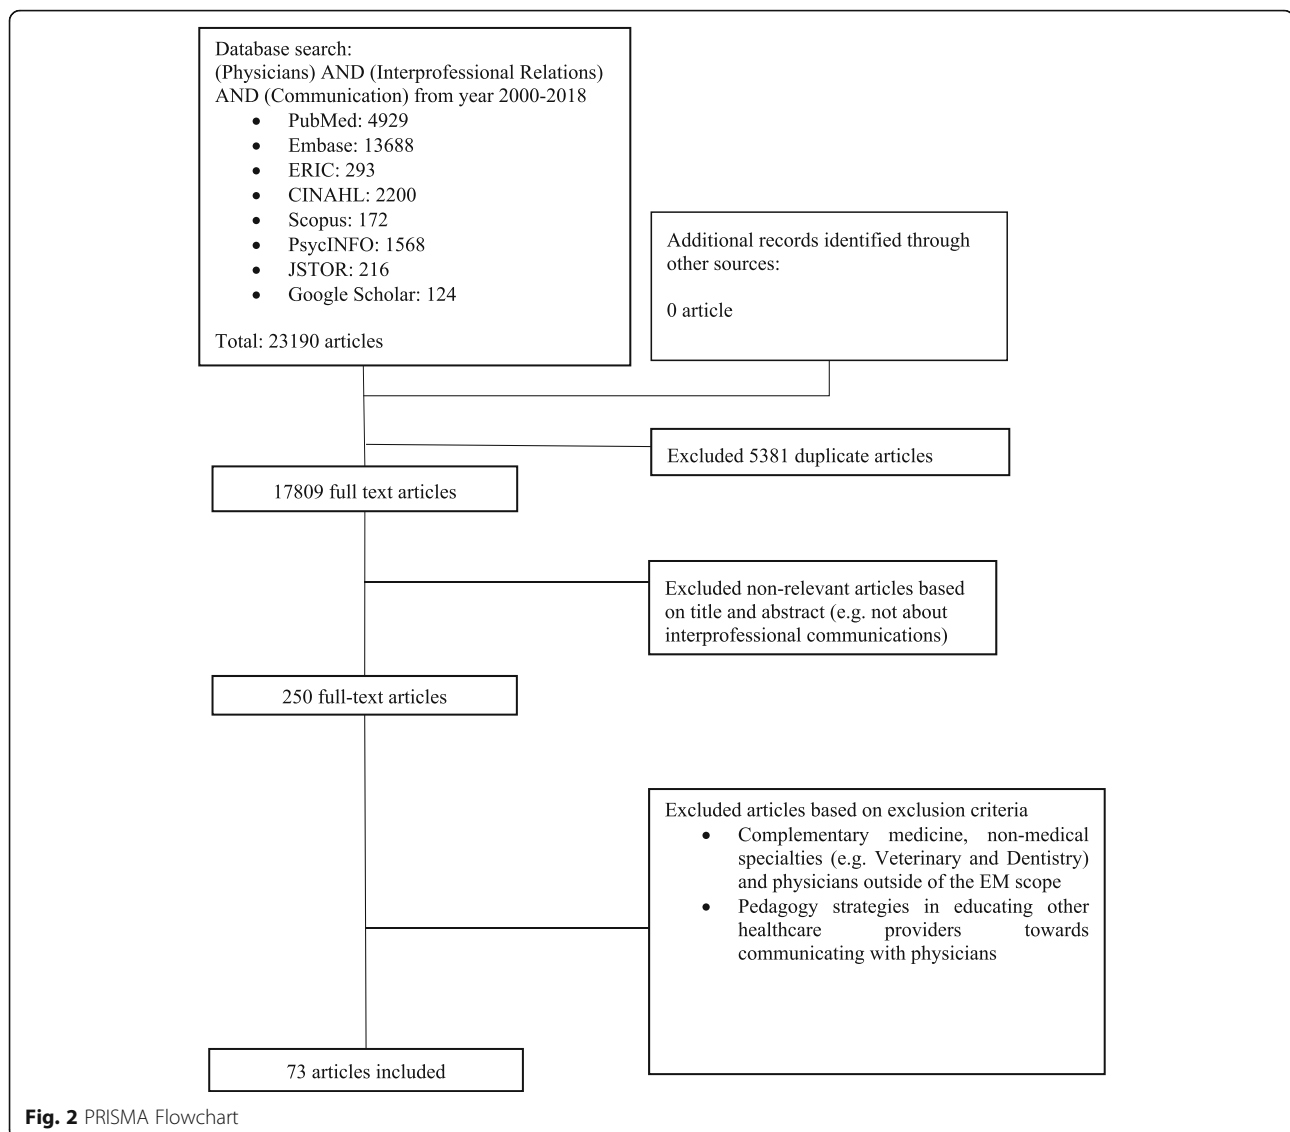 Database search:
(Physicians) AND (Interprofessional Relations)
AND (Communication) from year 2000-2018
• PubMed: 4929
• Embase: 13688
• ERIC: 293
• CINAHL: 2200
• Scopus: 172
• PsycINFO: 1568
• JSTOR: 216
• Google Scholar: 124
Total: 23190 articles
Additional records identified through
other sources:
0 article
Excluded 5381 duplicate articles
17809 full text articles
Excluded non-relevant articles based
on title and abstract (e.g. not about
interprofessional communications)
250 full-text articles
Excluded articles based on exclusion criteria
• Complementary medicine, non-medical
specialties (e.g. Veterinary and Dentistry)
and physicians outside of the EM scope
• Pedagogy strategies in educating other
healthcare providers towards
communicating with physicians
73 articles included
Fig. 2 PRISMA Flowchart